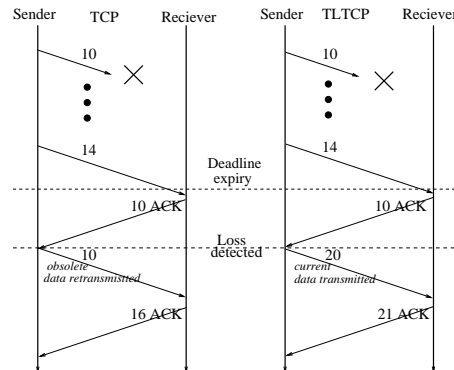 Sender TCP Reciever Sender TLTCP Reciever
10 10
14 14
Deadline
expiry
10 ACK 10 ACK
Loss
detected
10 20
obsolete
data retransmistted
current
data transmitted
16 ACK 21 ACK